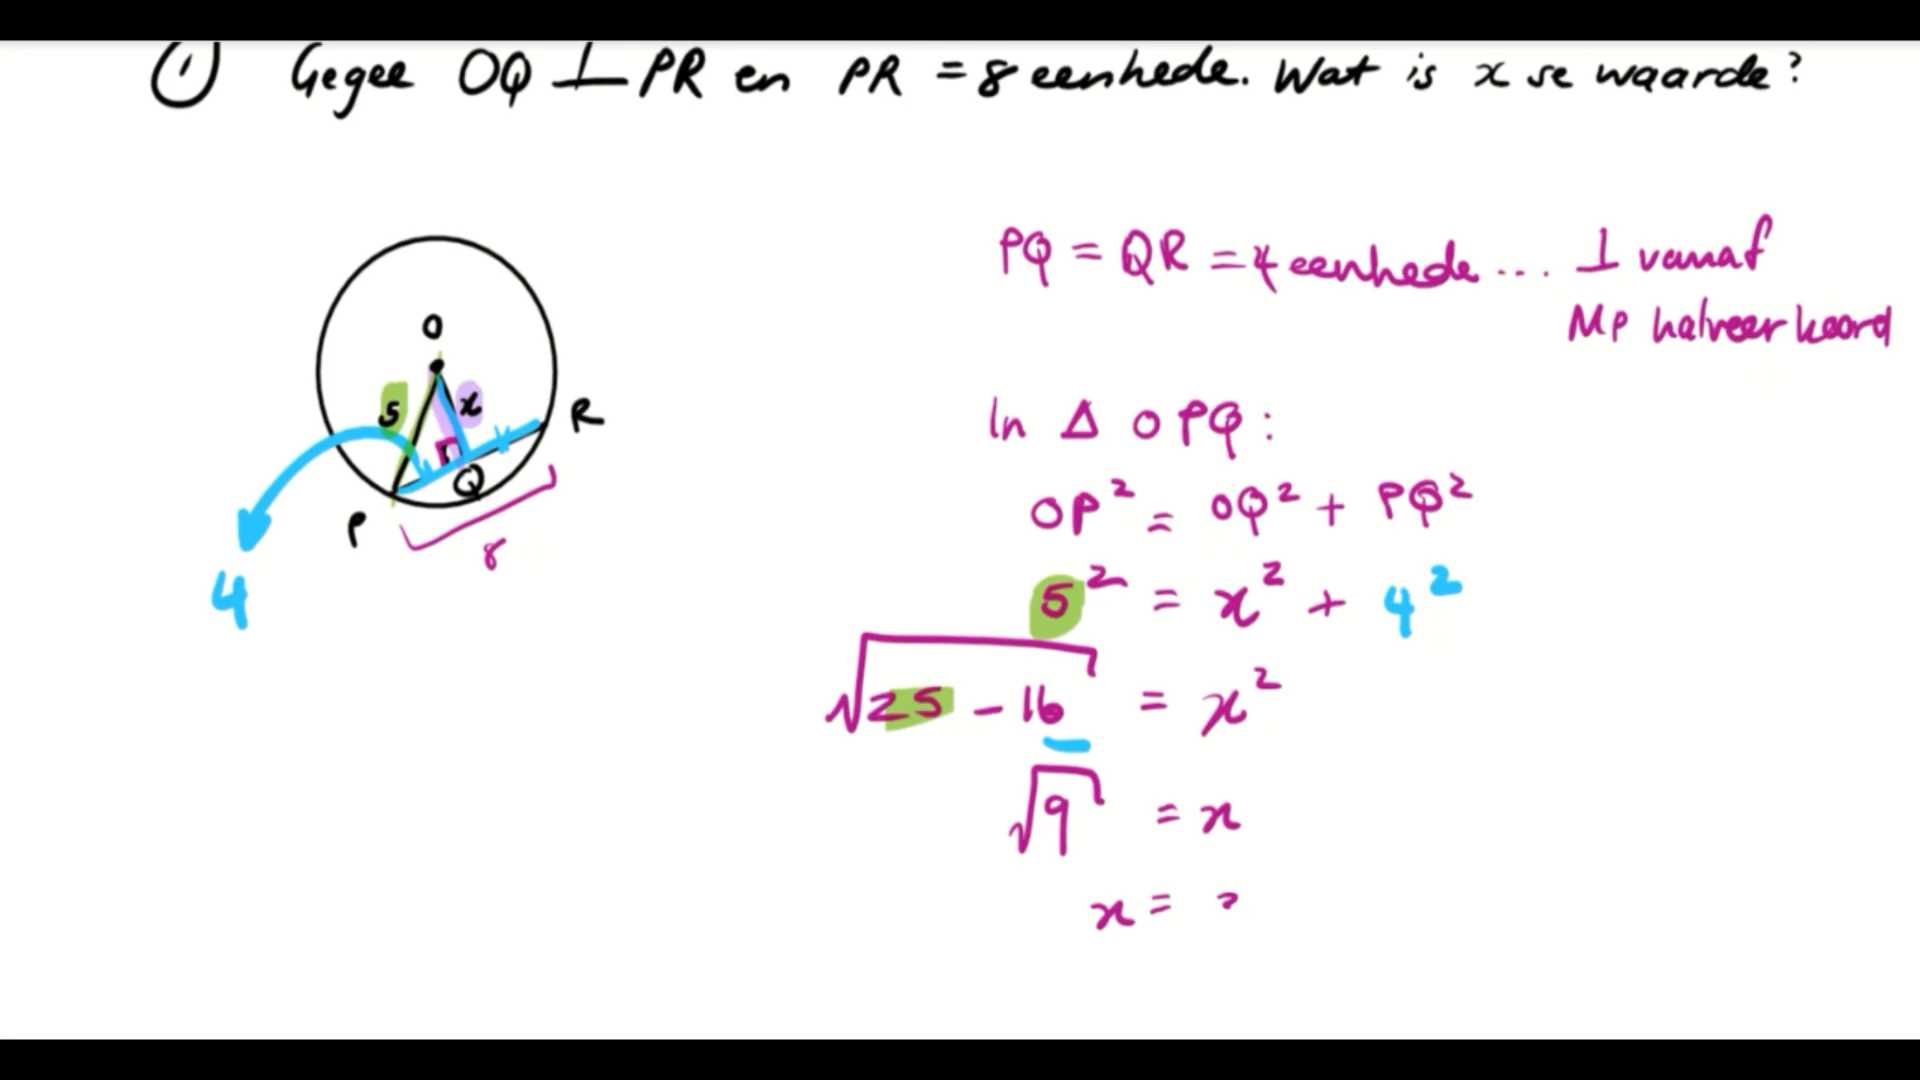 ① Gegee OQ ⊥ PR en PR = 8 eenhede. Wat is x se waarde?
PQ = QR = 4 eenhede ... ⊥ vanaf
Mp halveer koord
O
5
x
R
Q
P
8
4
In Δ OPQ:
OP² = OQ² + PQ²
5² = x² + 4²
√25 - 16 = x²
√9 = x
x =